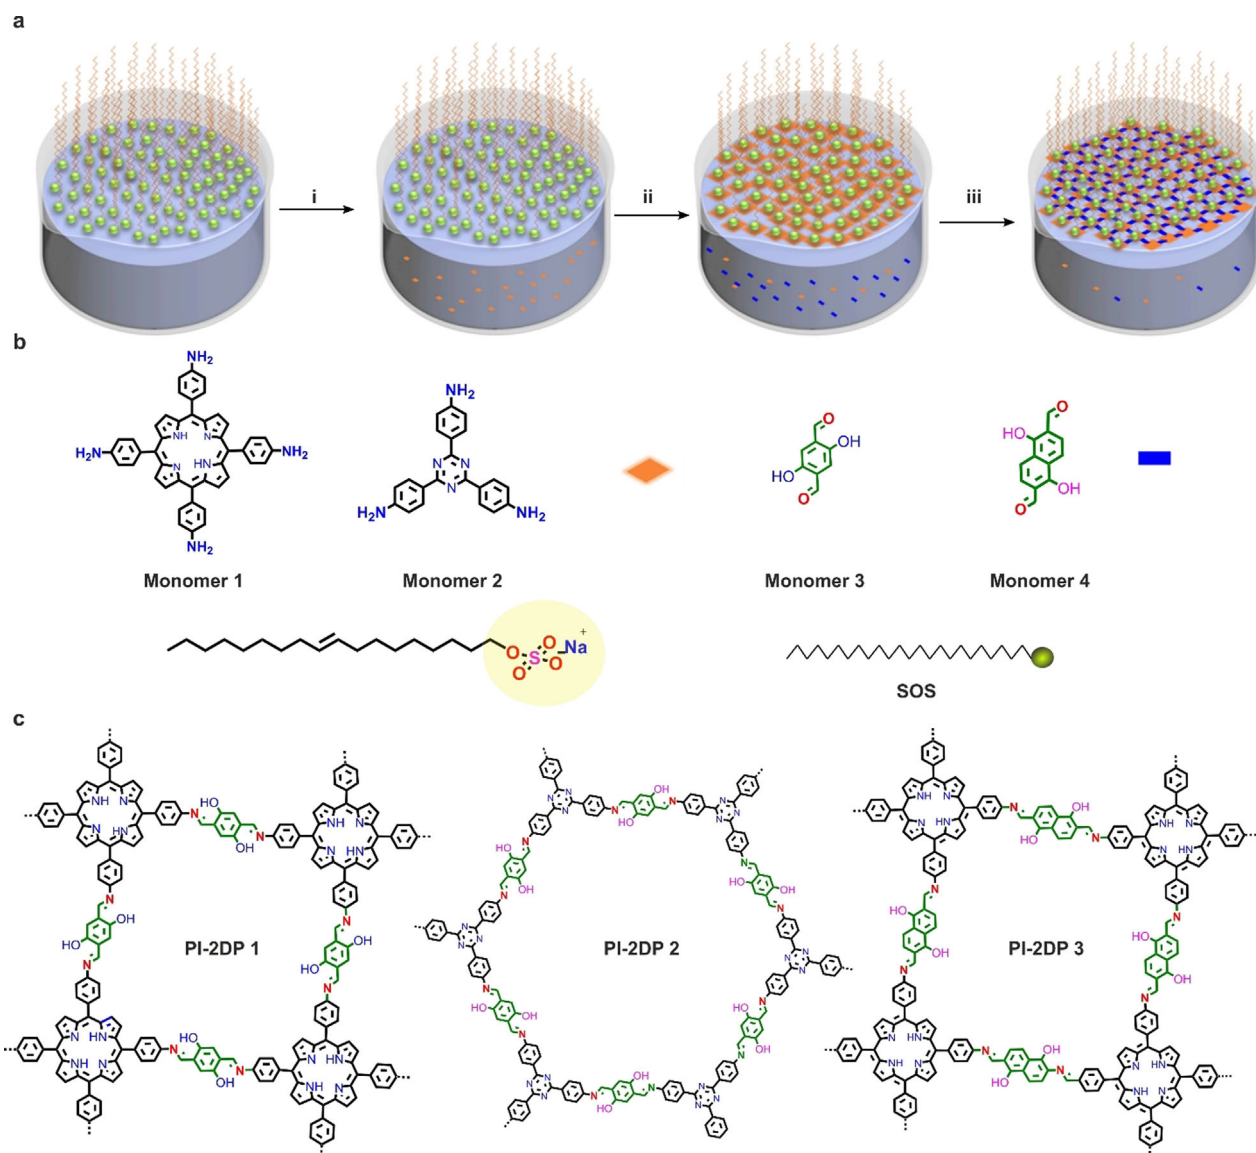 a
i
ii
iii
b
NH2
NH
N
N
HN
H2N
NH2
NH2
NH2
N
N
N
H2N
NH2
O
OH
HO
O
O
HO
OH
O
Monomer 1
Monomer 2
Monomer 3
Monomer 4
O
S
O
O
O
Na
+
SOS
c
PI-2DP 1
PI-2DP 2
PI-2DP 3